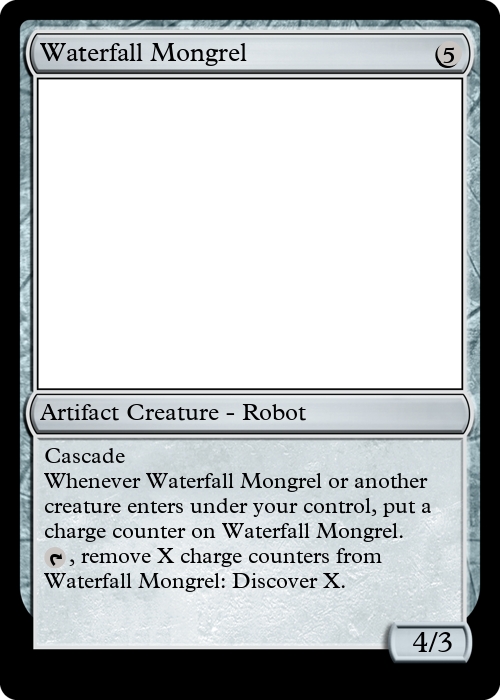 Waterfall Mongrel 5
Artifact Creature - Robot
Cascade
Whenever Waterfall Mongrel or another
creature enters under your control, put a
charge counter on Waterfall Mongrel.
, remove X charge counters from
Waterfall Mongrel: Discover X.
4/3